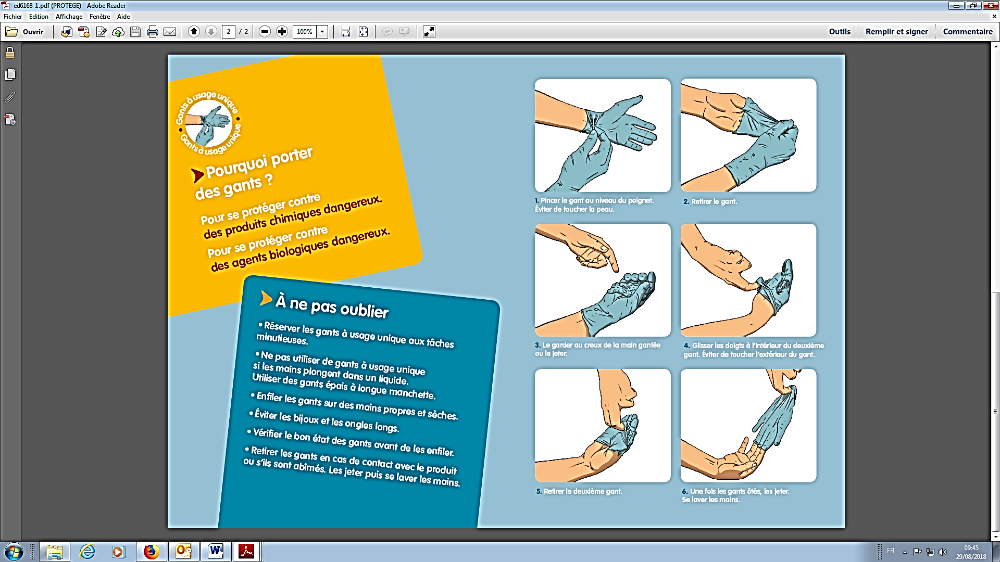 ed6168-1.pdf (PROTEGE) - Adobe Reader
Fichier Edition Affichage Fenêtre Aide
Ouvrir 2 / 2 100% Outils Remplir et signer Commentaire
Gants à usage unique • Gants à usage unique •
Pourquoi porter
des gants ?
Pour se protéger contre
des produits chimiques dangereux.
Pour se protéger contre
des agents biologiques dangereux.
À ne pas oublier
• Réserver les gants à usage unique aux tâches
minutieuses.
• Ne pas utiliser de gants à usage unique
si les mains plongent dans un liquide.
Utiliser des gants épais à longue manchette.
• Enfiler les gants sur des mains propres et sèches.
• Éviter les bijoux et les ongles longs.
• Vérifier le bon état des gants avant de les enfiler.
• Retirer les gants en cas de contact avec le produit
ou s'ils sont abîmés. Les jeter puis se laver les mains.
1. Pincer le gant au niveau du poignet.
Éviter de toucher la peau.
2. Retirer le gant.
3. Le garder au creux de la main gantée
ou le jeter.
4. Glisser les doigts à l'intérieur du deuxième
gant. Éviter de toucher l'extérieur du gant.
5. Retirer le deuxième gant.
6. Une fois les gants ôtés, les jeter.
Se laver les mains.
FR
09:45
29/08/2018